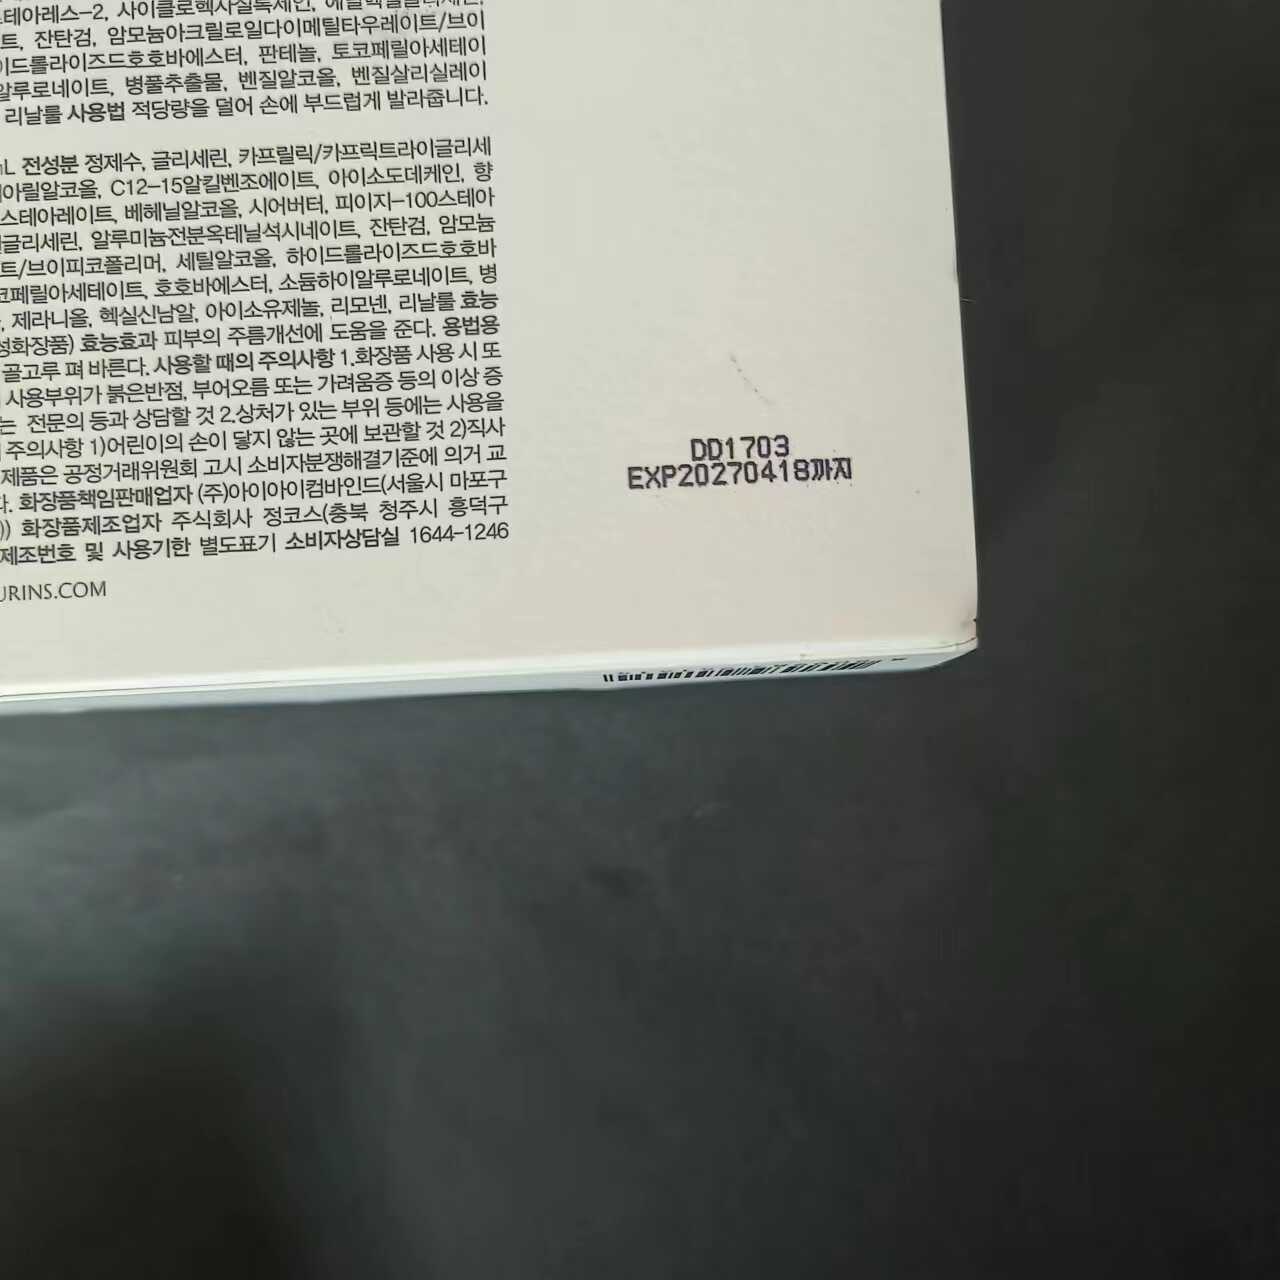 테아레스-2, 사이클로헥사실록세인,
트, 잔탄검, 암모늄아크릴로일다이메틸타우레이트/브이
이드롤라이즈드호호바에스터, 판테놀, 토코페릴아세테이
알루로네이트, 병풀추출물, 벤질알코올, 벤질살리실레이
리날룰 사용법 적당량을 덜어 손에 부드럽게 발라줍니다.
mL 전성분 정제수, 글리세린, 카프릴릭/카프릭트라이글리세
아릴알코올, C12-15알킬벤조에이트, 아이소도데케인, 향
스테아레이트, 베헤닐알코올, 시어버터, 피이지-100스테아
글리세린, 알루미늄전분옥테닐석시네이트, 잔탄검, 암모늄
트/브이피코폴리머, 세틸알코올, 하이드롤라이즈드호호바
코페릴아세테이트, 호호바에스터, 소듐하이알루로네이트, 병
, 제라니올, 헥실신남알, 아이소유제놀, 리모넨, 리날룰 효능
성화장품) 효능효과 피부의 주름개선에 도움을 준다. 용법용
골고루 펴 바른다. 사용할 때의 주의사항 1.화장품 사용 시 또
사용부위가 붉은반점, 부어오름 또는 가려움증 등의 이상 증
는 전문의 등과 상담할 것 2.상처가 있는 부위 등에는 사용을
주의사항 1)어린이의 손이 닿지 않는 곳에 보관할 것 2)직사
제품은 공정거래위원회 고시 소비자분쟁해결기준에 의거 교
다. 화장품책임판매업자 (주)아이아이컴바인드(서울시 마포구
)) 화장품제조업자 주식회사 정코스(충북 청주시 흥덕구
제조번호 및 사용기한 별도표기 소비자상담실 1644-1246
URINS.COM
DD1703
EXP20270418까지